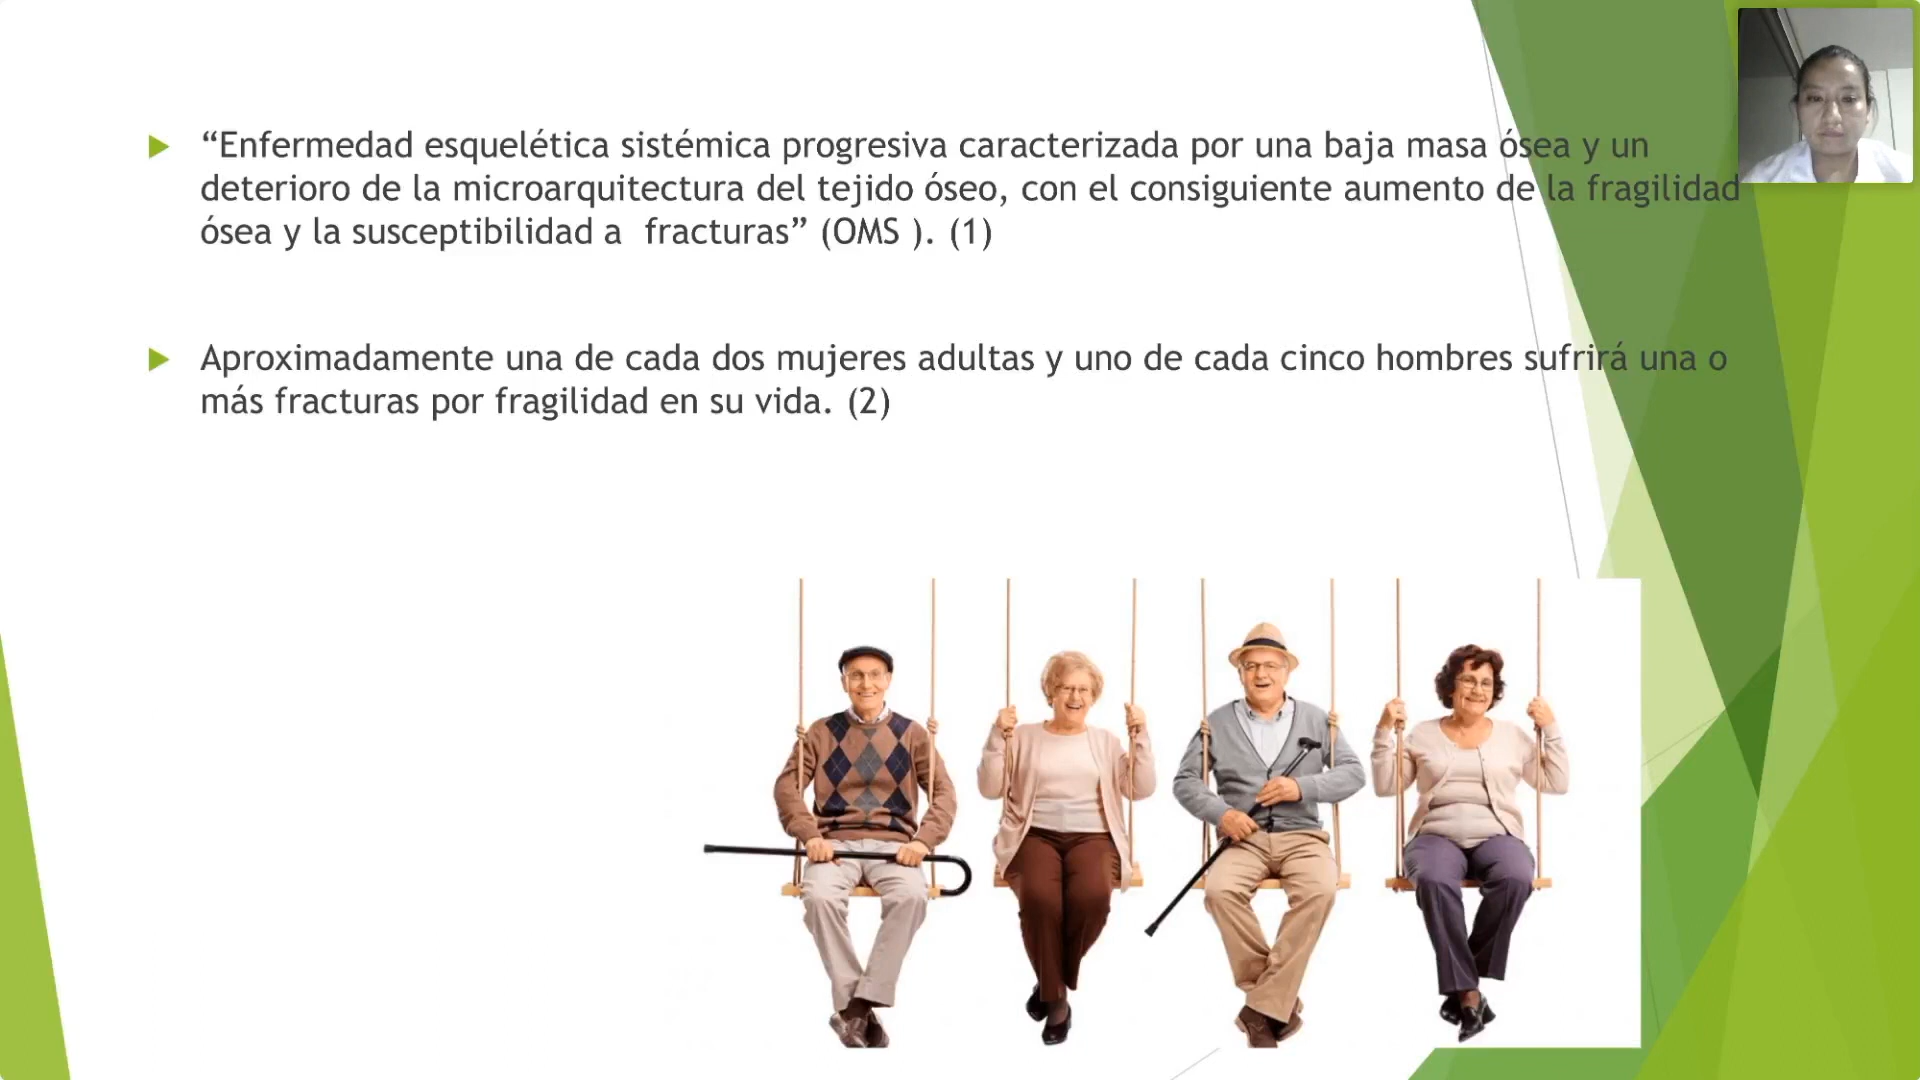 “Enfermedad esquelética sistémica progresiva caracterizada por una baja masa ósea y un
deterioro de la microarquitectura del tejido óseo, con el consiguiente aumento de la fragilidad
ósea y la susceptibilidad a  fracturas” (OMS ). (1)
Aproximadamente una de cada dos mujeres adultas y uno de cada cinco hombres sufrirá una o
más fracturas por fragilidad en su vida. (2)